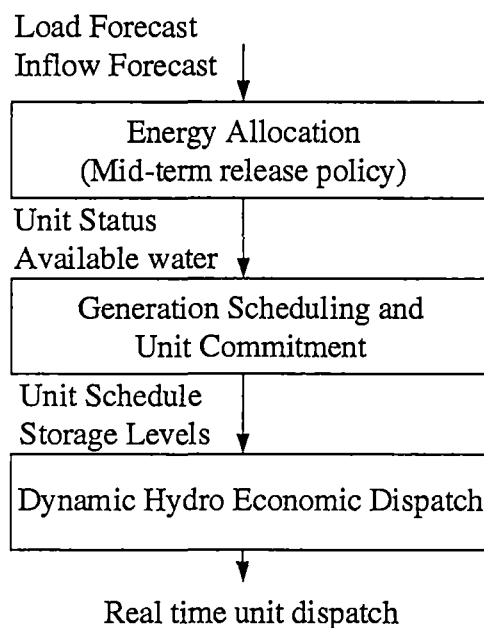 Load Forecast
Inflow Forecast
Energy Allocation
(Mid-term release policy)
Unit Status
Available water
Generation Scheduling and
Unit Commitment
Unit Schedule
Storage Levels
Dynamic Hydro Economic Dispatch
Real time unit dispatch